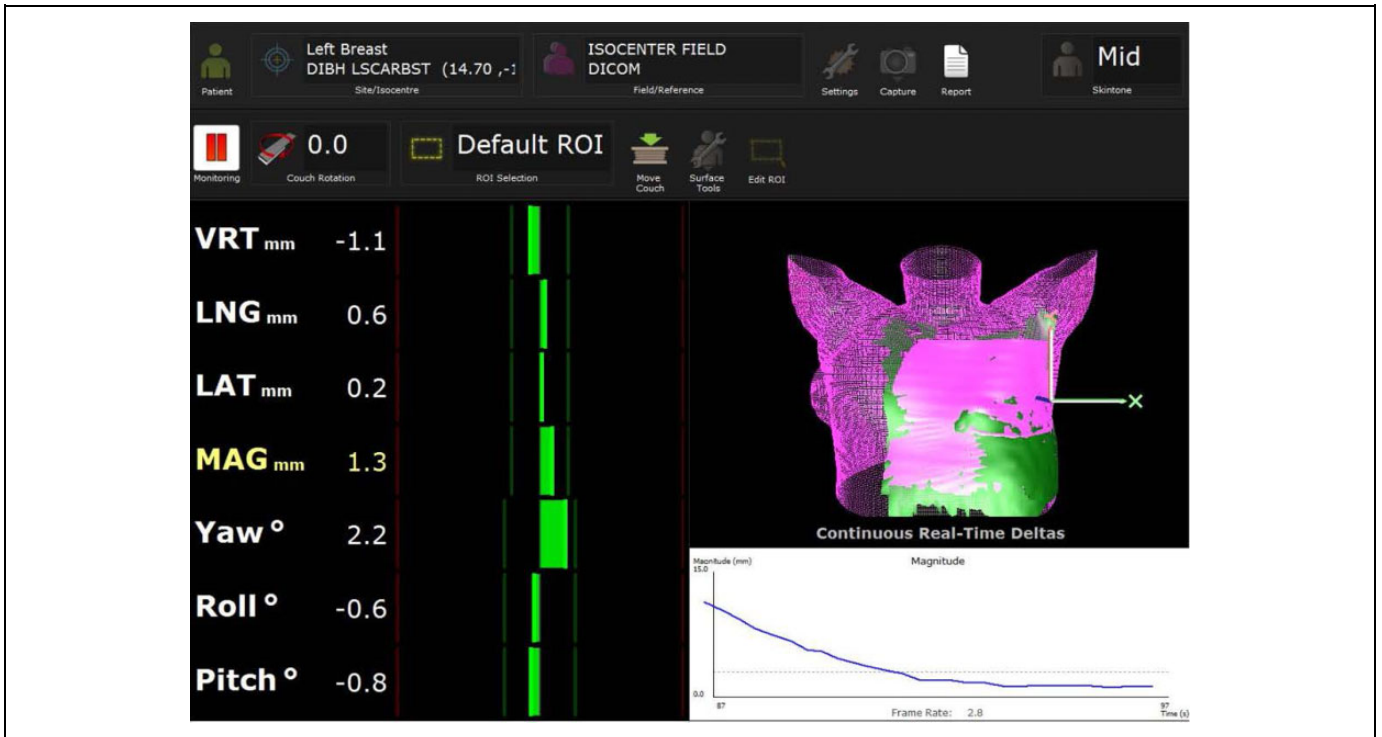 Left Breast
DIBH LSCARBST (14.70 ,-1
Patient
Site/Isocentre
ISOCENTER FIELD
DICOM
Field/Reference
Settings
Capture
Report
Mid
Skintone
Monitoring
0.0
Couch Rotation
Default ROI
ROI Selection
Move
Couch
Surface
Tools
Edit ROI
VRT mm -1.1
LNG mm 0.6
LAT mm 0.2
MAG mm 1.3
Yaw ° 2.2
Roll ° -0.6
Pitch ° -0.8
X
Continuous Real-Time Deltas
Magnitude (mm)
Magnitude
15.0
0.0
87
97
Frame Rate: 2.8
Time (s)